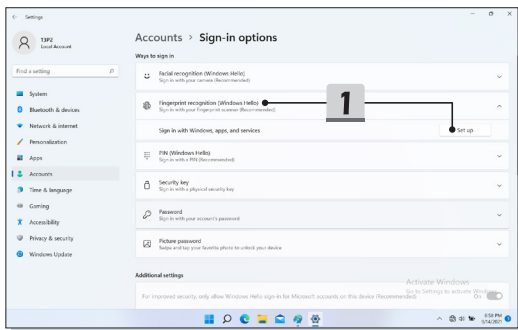 Settings
13P2
Local Account
Find a setting
System
Bluetooth & devices
Network & internet
Personalization
Apps
Accounts
Time & language
Gaming
Accessibility
Privacy & security
Windows Update
Accounts > Sign-in options
Ways to sign in
Facial recognition (Windows Hello)
Sign in with your camera (Recommended)
Fingerprint recognition (Windows Hello)
Sign in with your fingerprint scanner (Recommended)
1
Sign in with Windows, apps, and services
Set up
PIN (Windows Hello)
Sign in with a PIN (Recommended)
Security key
Sign in with a physical security key
Password
Sign in with your account's password
Picture password
Swipe and tap your favorite photo to unlock your device
Additional settings
Activate Windows
Go to Settings to activate Windows.
For improved security, only allow Windows Hello sign-in for Microsoft accounts on this device (Recommended)
On
6:58 PM
9/14/2021